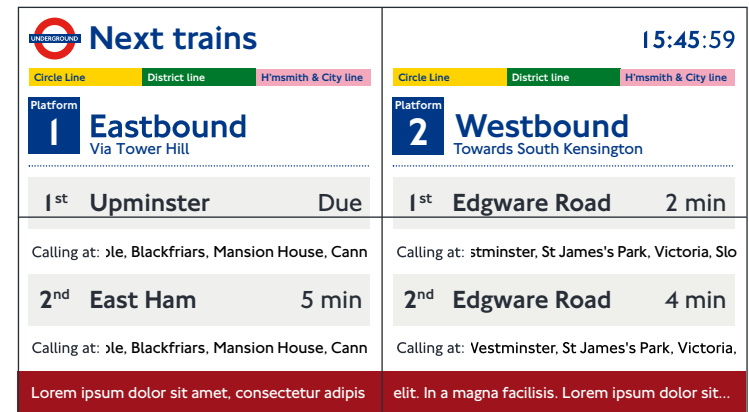 UNDERGROUND Next trains
15:45:59
Circle Line District line H'msmith & City line
Platform
1
Eastbound
Via Tower Hill
1st Upminster Due
Calling at: ple, Blackfriars, Mansion House, Cann
2nd East Ham 5 min
Calling at: ple, Blackfriars, Mansion House, Cann
Circle Line District line H'msmith & City line
Platform
2
Westbound
Towards South Kensington
1st Edgware Road 2 min
Calling at: stminster, St James's Park, Victoria, Slo
2nd Edgware Road 4 min
Calling at: Westminster, St James's Park, Victoria,
Lorem ipsum dolor sit amet, consectetur adipis elit. In a magna facilisis. Lorem ipsum dolor sit...